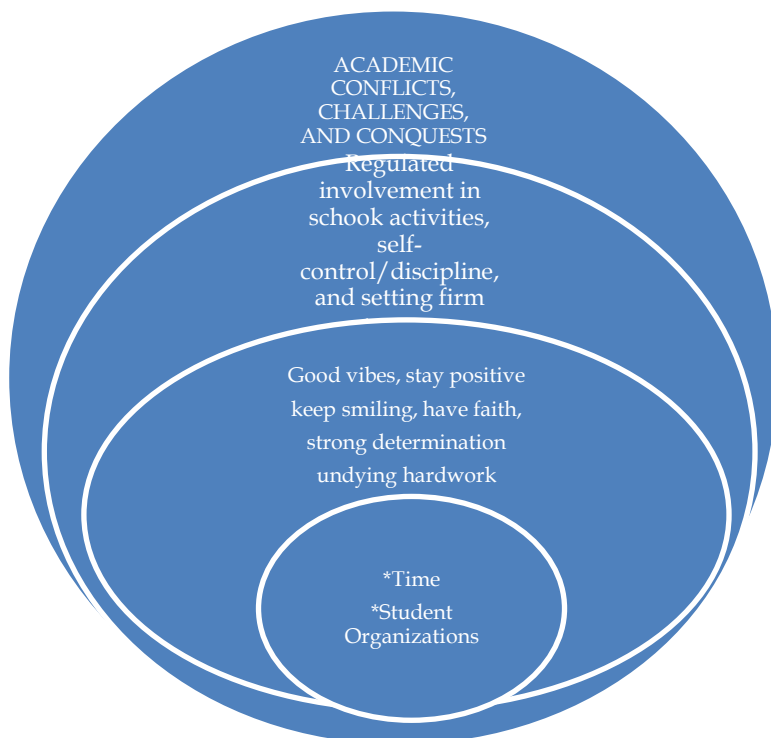 ACADEMIC
CONFLICTS,
CHALLENGES,
AND CONQUESTS
Regulated
involvement in
schook activities,
self-
control/discipline,
and setting firm
Good vibes, stay positive
keep smiling, have faith,
strong determination
undying hardwork
*Time
*Student
Organizations